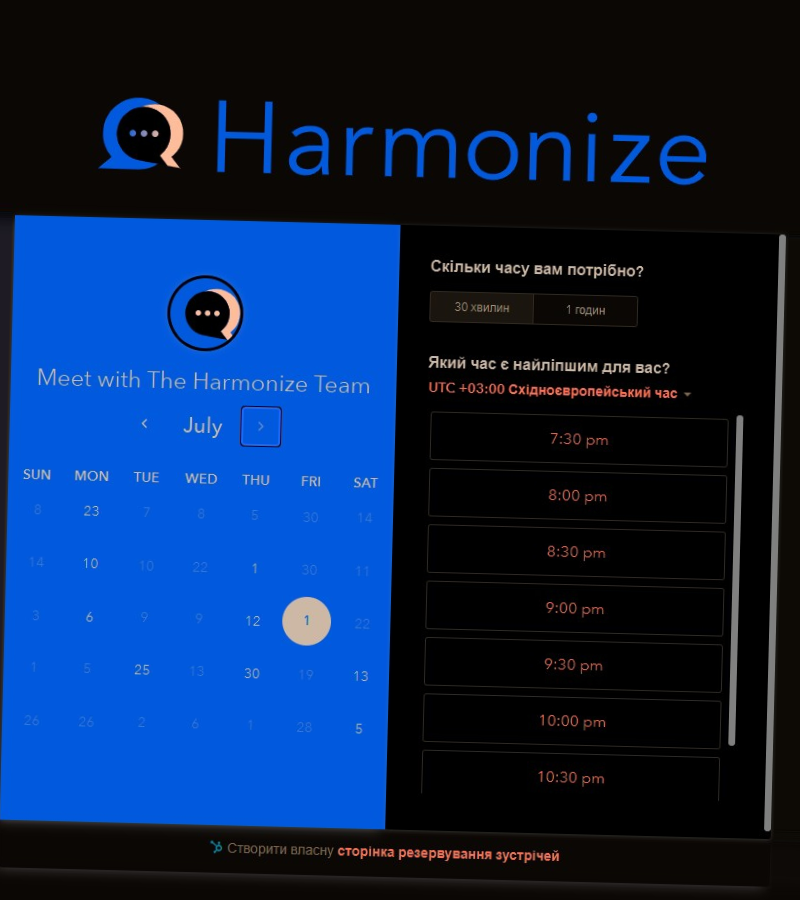 Harmonize
Meet with The Harmonize Team
July
SUN MON TUE WED THU FRI SAT
8 23 7 8 5 30 14
14 10 10 22 1 30 11
3 6 9 9 12 1 22
1 5 25 13 30 19 13
26 26 2 6 1 28 5
Скільки часу вам потрібно?
30 хвилин 1 годин
Який час є найліпшим для вас?
UTC +03:00 Східноєвропейський час
7:30 pm
8:00 pm
8:30 pm
9:00 pm
9:30 pm
10:00 pm
10:30 pm
Створити власну сторінка резервування зустрічей